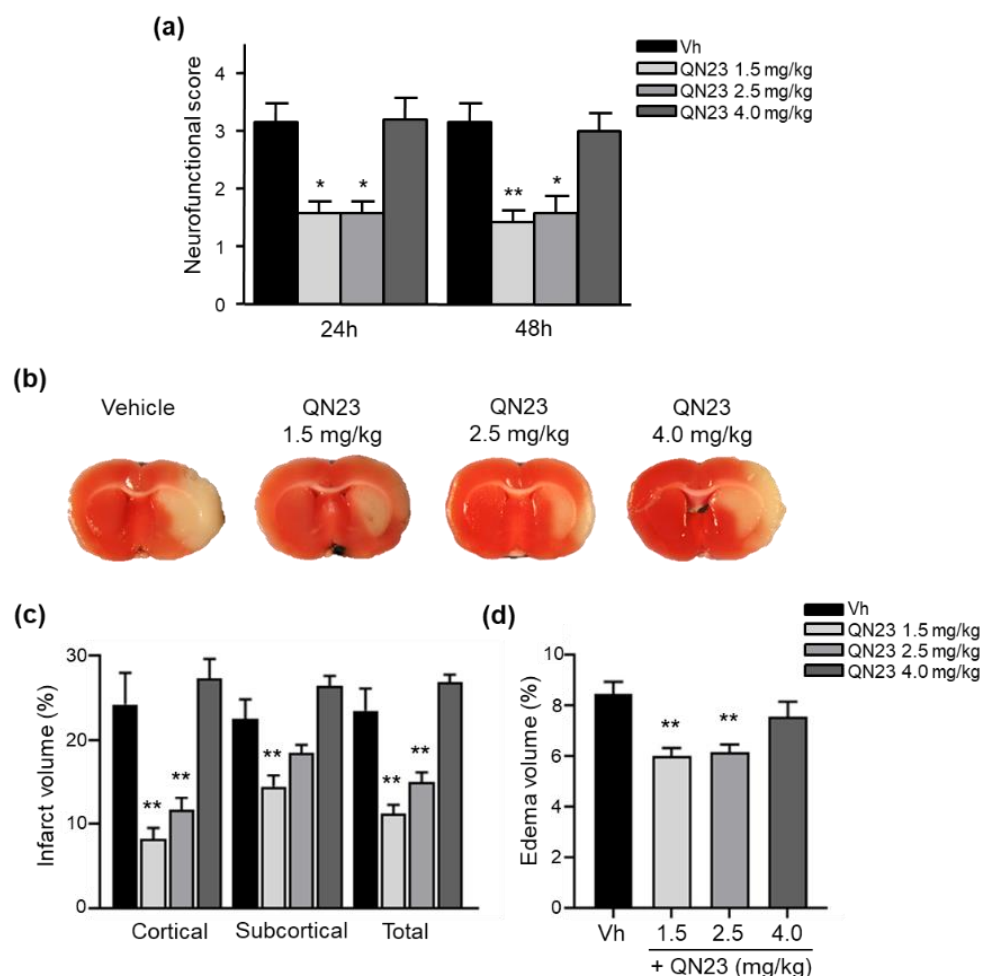 (a)
Neurofunctional score
4
3
2
1
0
* *
** *
24h 48h
Vh
QN23 1.5 mg/kg
QN23 2.5 mg/kg
QN23 4.0 mg/kg
(b)
Vehicle
QN23
1.5 mg/kg
QN23
2.5 mg/kg
QN23
4.0 mg/kg
(c)
Infarct volume (%)
30
20
10
0
** **
**
** **
Cortical Subcortical Total
(d)
Vh
QN23 1.5 mg/kg
QN23 2.5 mg/kg
QN23 4.0 mg/kg
Edema volume (%)
10
8
6
4
2
0
** **
Vh 1.5 2.5 4.0
+ QN23 (mg/kg)